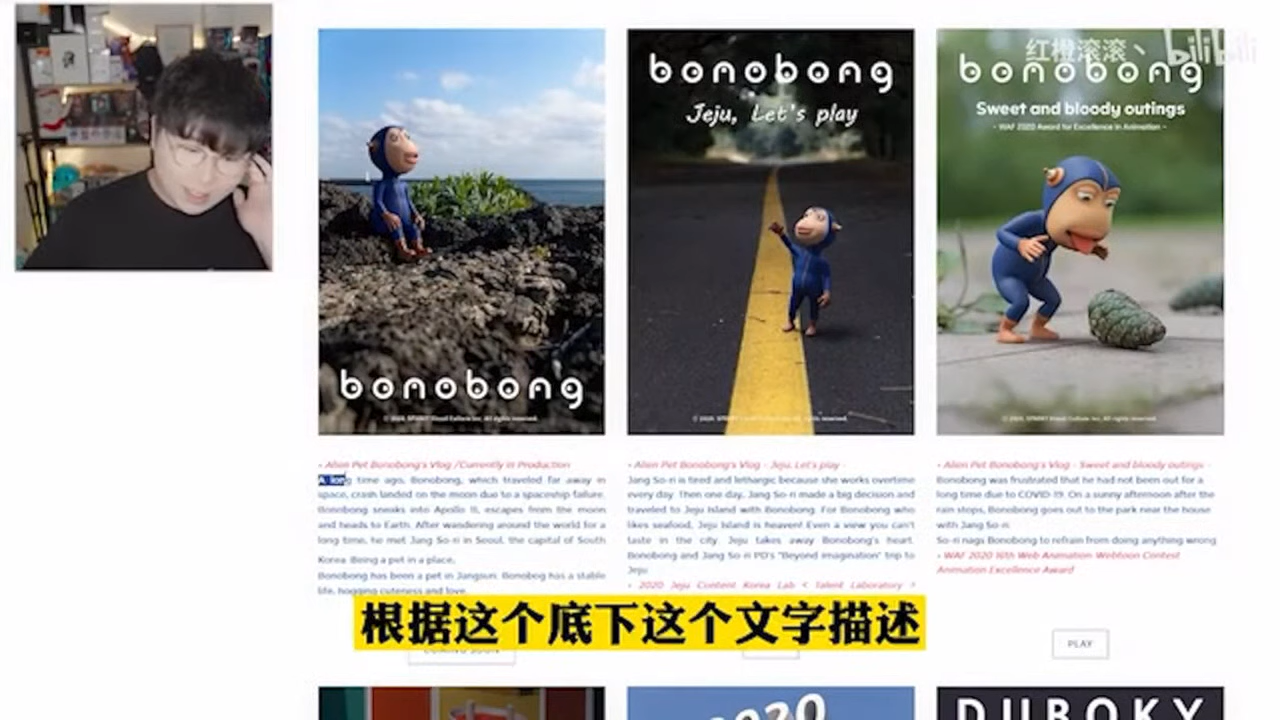 红橙滚滚丶 bilibili
bonobong
bonobong
Jeju, Let's play
bonobong
Sweet and bloody outings
- WAF 2020 Award for Excellence in Animation -
• Alien Pet Bonobong's Vlog /Currently in Production
A long time ago, Bonobong, which traveled far away in
space, crash landed on the moon due to a spaceship failure.
Bonobong sneaks into Apollo 11, escapes from the moon
and heads to Earth. After wandering around the world for a
long time, he met Jang So-ri in Seoul, the capital of South
Korea. Being a pet in a place,
Bonobong has been a pet in Jangsun. Bonobog has a stable
life, hogging cuteness and love.
• Alien Pet Bonobong's Vlog - Jeju, Let's play -
Jang So-ri is tired and lethargic because she works overtime
every day. Then one day, Jang So-ri made a big decision and
traveled to Jeju Island with Bonobong. For Bonobong who
likes seafood, Jeju Island is heaven! Even a view you can't
taste in the city. Jeju takes away Bonobong's heart.
Bonobong and Jang So-ri PD's "Beyond imagination" trip to
Jeju
• 2020 Jeju Content Korea Lab < Talent Laboratory >
• Alien Pet Bonobong's Vlog - Sweet and bloody outings -
Bonobong was frustrated that he had not been out for a
long time due to COVID-19. On a sunny afternoon after the
rain stops, Bonobong goes out to the park near the house
with Jang So-ri
So-ri nags Bonobong to refrain from doing anything wrong
• WAF 2020 16th Web Animation Webtoon Contest
Animation Excellence Award
根据这个底下这个文字描述
COMING SOON
PLAY
2020
DUBOKY